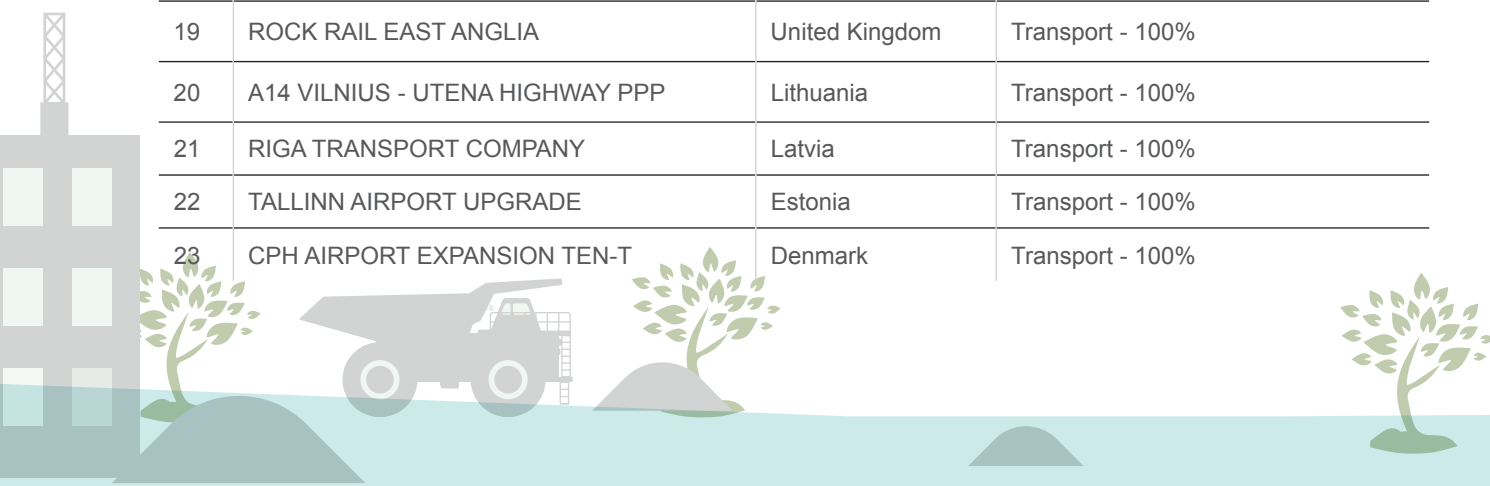 19 ROCK RAIL EAST ANGLIA United Kingdom Transport - 100%
20 A14 VILNIUS - UTENA HIGHWAY PPP Lithuania Transport - 100%
21 RIGA TRANSPORT COMPANY Latvia Transport - 100%
22 TALLINN AIRPORT UPGRADE Estonia Transport - 100%
23 CPH AIRPORT EXPANSION TEN-T Denmark Transport - 100%